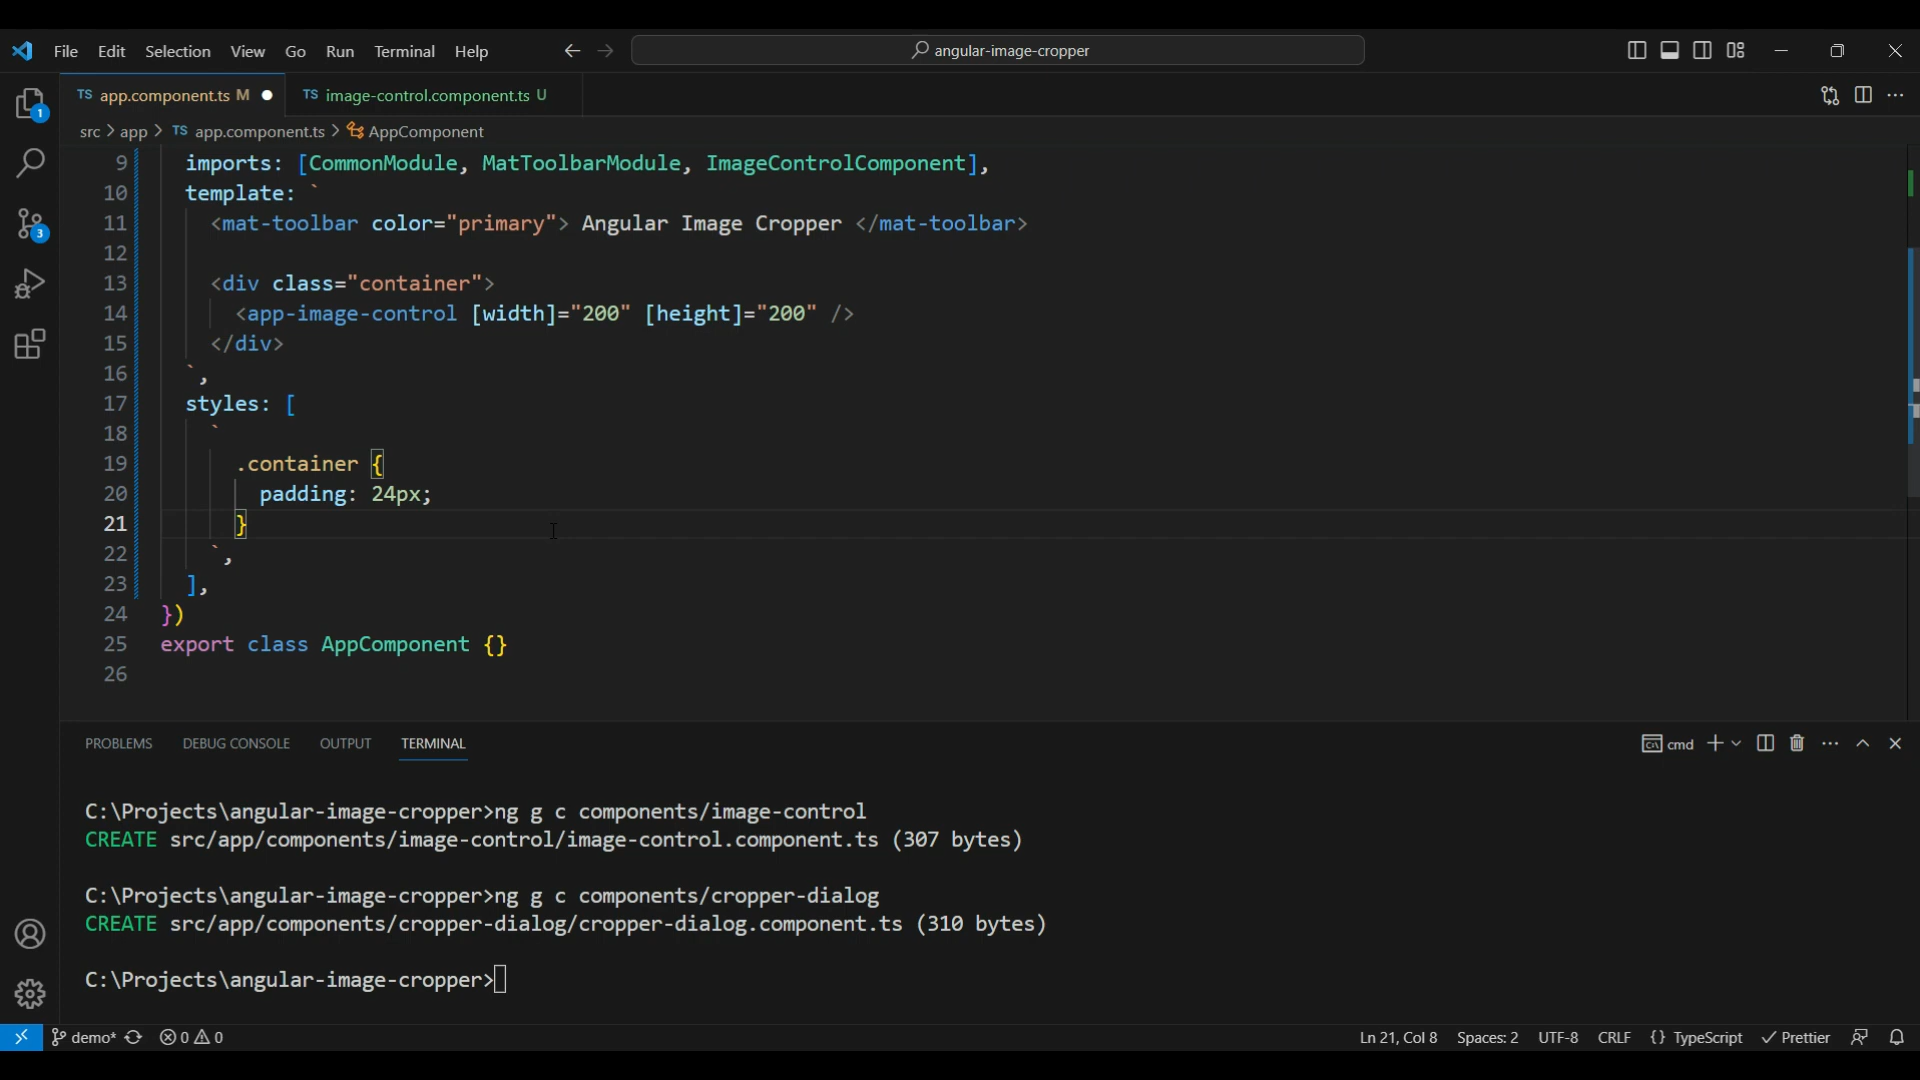 File Edit Selection View Go Run Terminal Help angular-image-cropper
TS app.component.ts M TS image-control.component.ts U
src > app > TS app.component.ts > AppComponent
9 imports: [CommonModule, MatToolbarModule, ImageControlComponent],
10 template: `
11 <mat-toolbar color="primary"> Angular Image Cropper </mat-toolbar>
12
13 <div class="container">
14 <app-image-control [width]="200" [height]="200" />
15 </div>
16 `,
17 styles: [
18 `
19 .container {
20 padding: 24px;
21 }
22 `,
23 ],
24 })
25 export class AppComponent {}
26
1
3
PROBLEMS DEBUG CONSOLE OUTPUT TERMINAL cmd
C:\Projects\angular-image-cropper>ng g c components/image-control
CREATE src/app/components/image-control/image-control.component.ts (307 bytes)
C:\Projects\angular-image-cropper>ng g c components/cropper-dialog
CREATE src/app/components/cropper-dialog/cropper-dialog.component.ts (310 bytes)
C:\Projects\angular-image-cropper>
demo* 0 0 Ln 21, Col 8 Spaces: 2 UTF-8 CRLF {} TypeScript Prettier